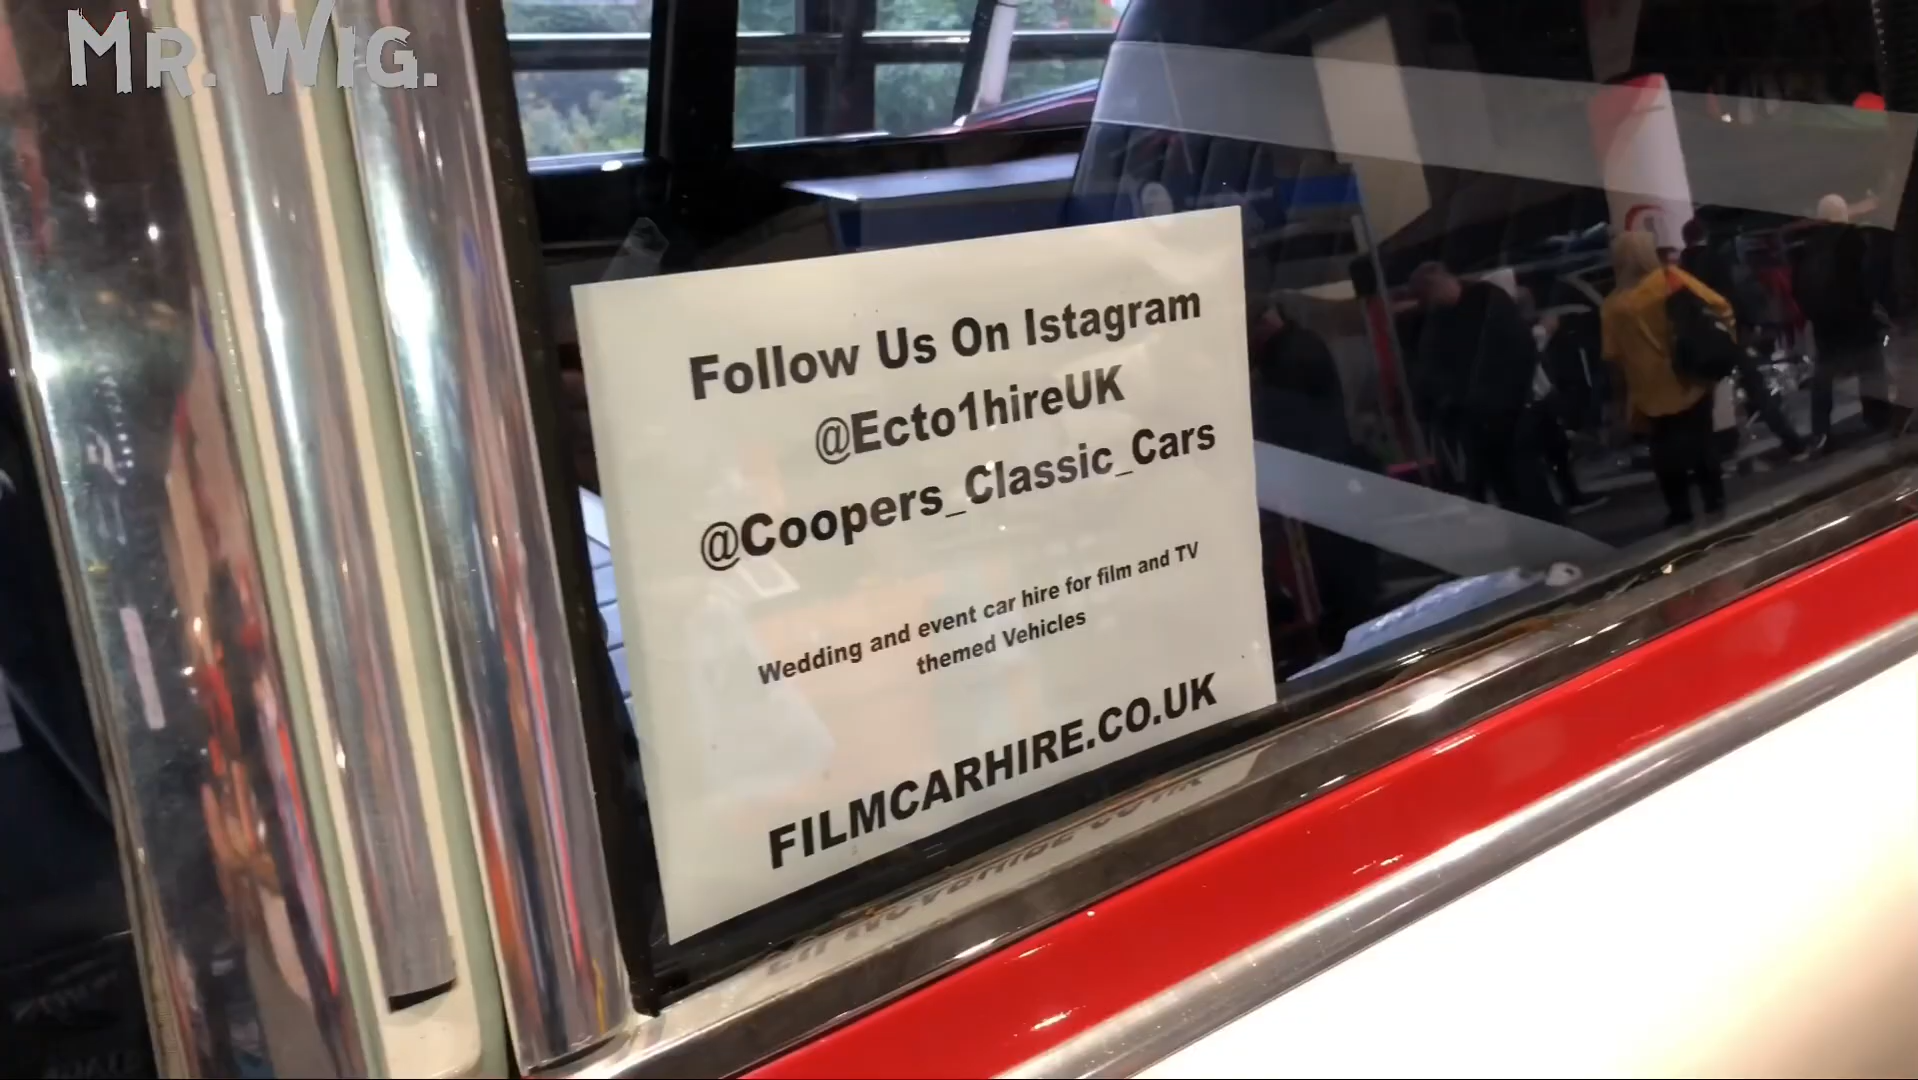 Mr. Wig.
Follow Us On Istagram
@Ecto1hireUK
@Coopers_Classic_Cars
Wedding and event car hire for film and TV
themed Vehicles
FILMCARHIRE.CO.UK